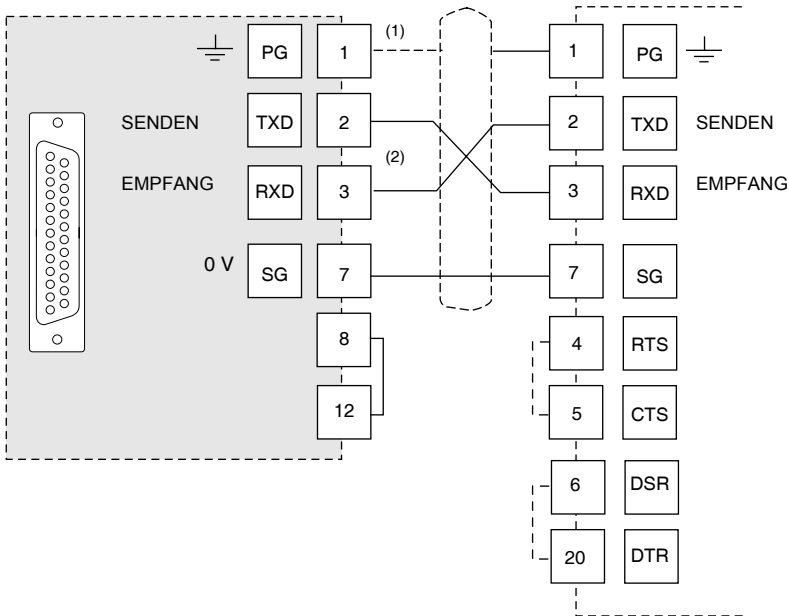 PG 1 (1) 1 PG
SENDEN TXD 2 2 TXD SENDEN
EMPFANG RXD 3 (2) 3 RXD EMPFANG
0 V SG 7 7 SG
8 4 RTS
12 5 CTS
6 DSR
20 DTR